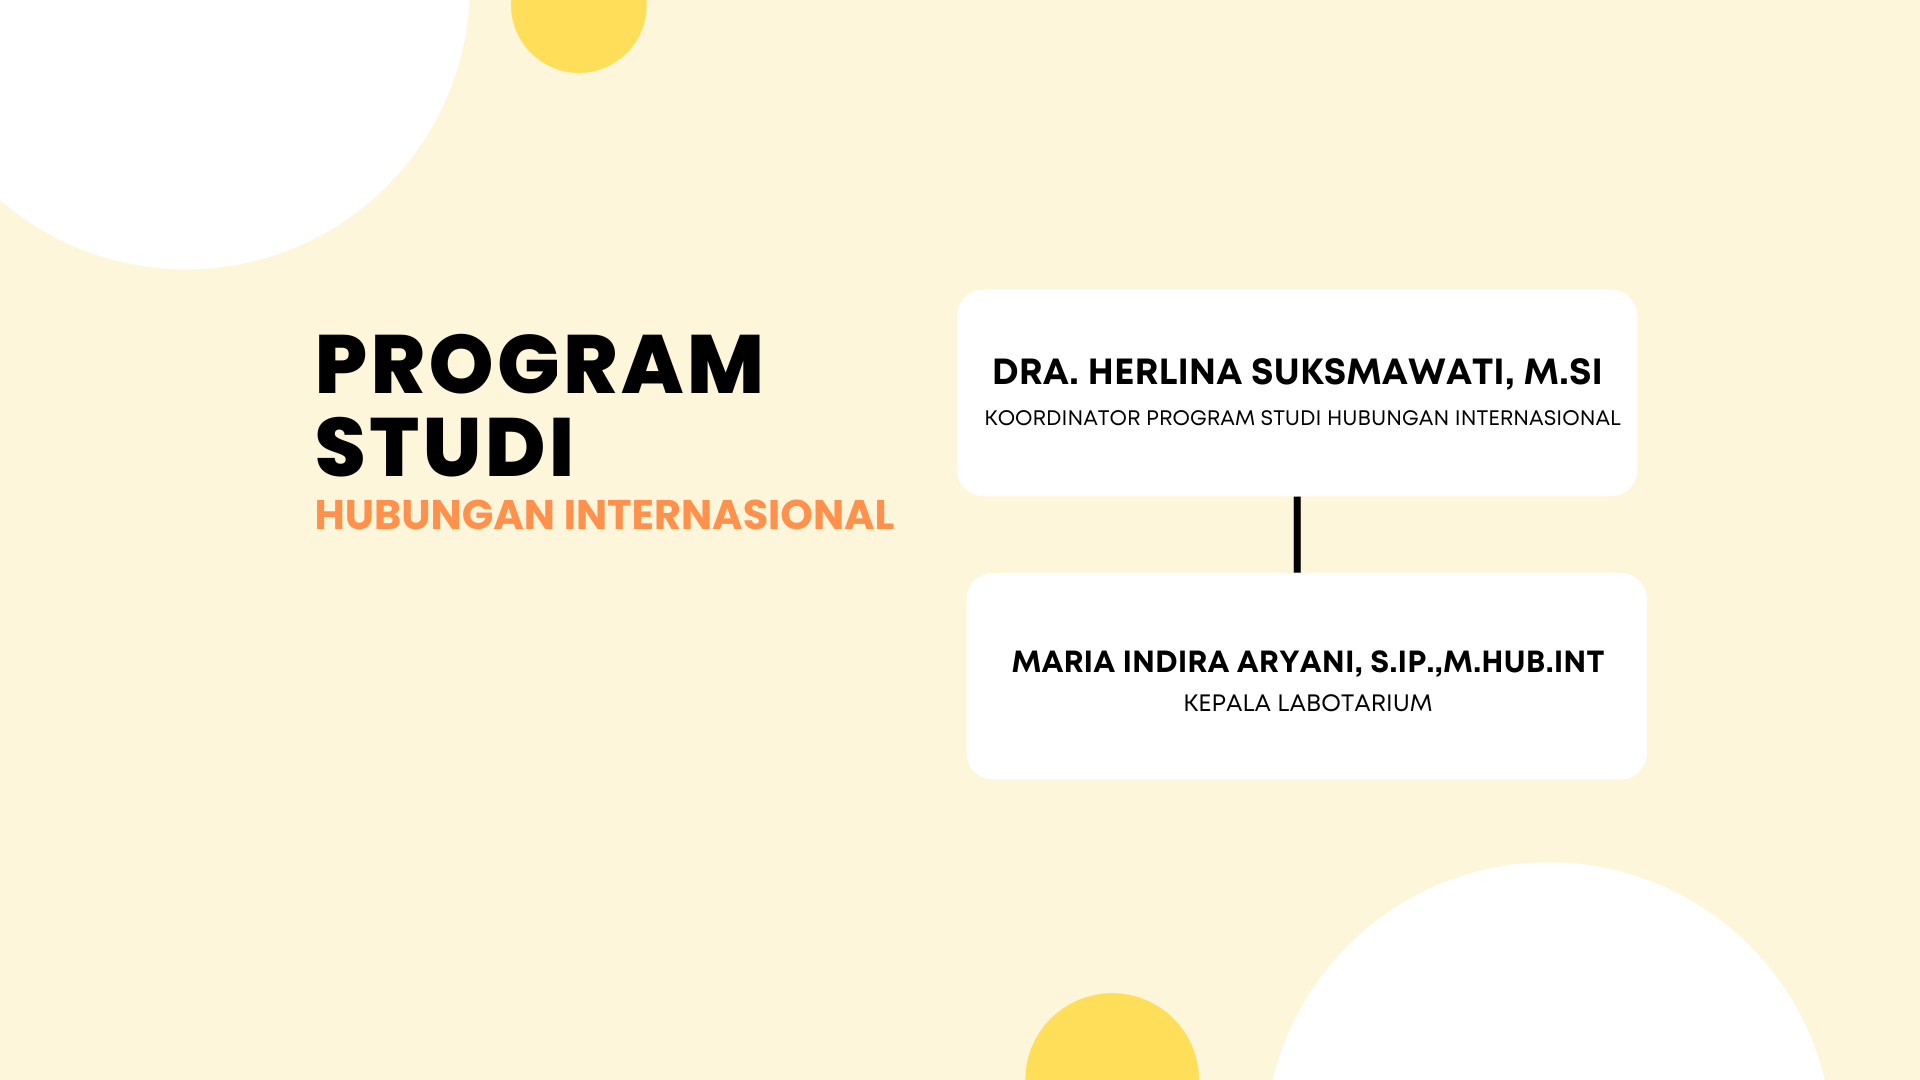 PROGRAM
STUDI
HUBUNGAN INTERNASIONAL
DRA. HERLINA SUKSMAWATI, M.SI
KOORDINATOR PROGRAM STUDI HUBUNGAN INTERNASIONAL
MARIA INDIRA ARYANI, S.IP.,M.HUB.INT
KEPALA LABOTARIUM